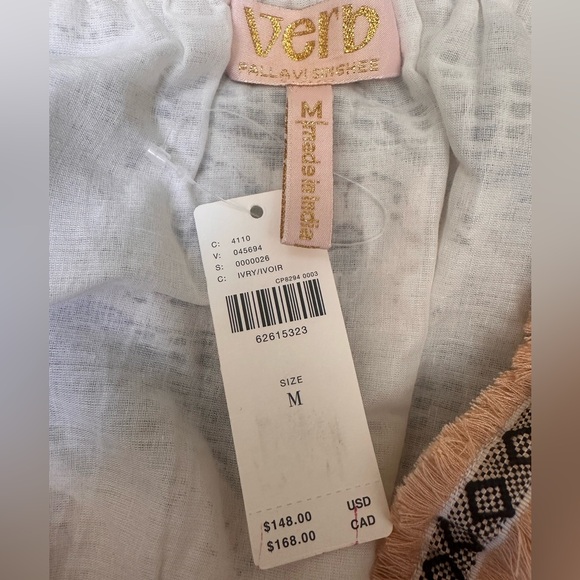 verb
PALLAVI SINGHEE
M
made in india
C: 4110
V: 045694
S: 0000026
C: IVRY/IVOIR
CP8294 0003
62615323
SIZE
M
$148.00 USD
$168.00 CAD